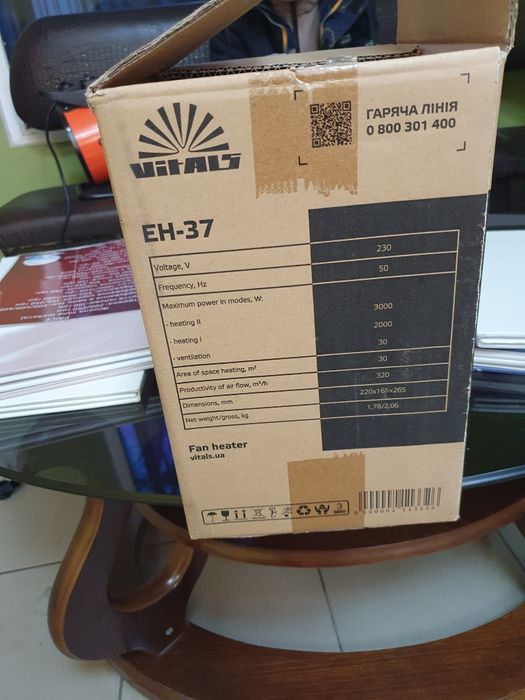 VitALS
ГАРЯЧА ЛІНІЯ
0 800 301 400
EH-37
Voltage, V 230
Frequency, Hz 50
Maximum power in modes, W:
- heating II 3000
- heating I 2000
- ventilation 30
Area of space heating, m² 30
Productivity of air flow, m³/h 320
Dimensions, mm 220x165x265
Net weight/gross, kg 1,78/2,06
Fan heater
vitals.ua
3